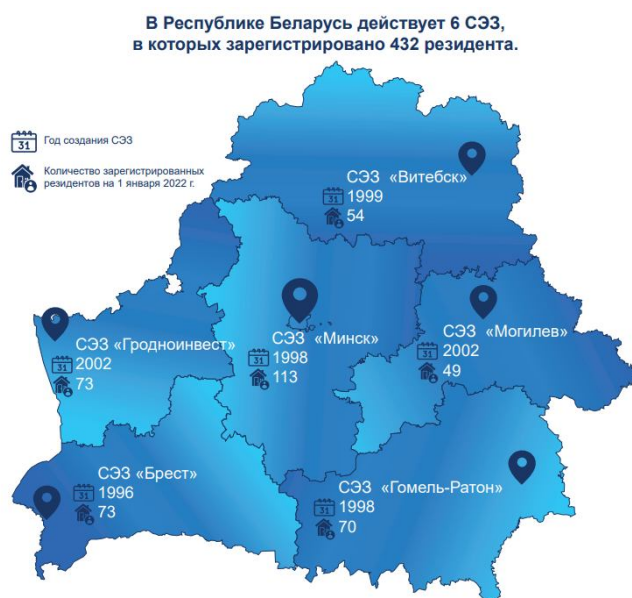 В Республике Беларусь действует 6 СЭЗ,
в которых зарегистрировано 432 резидента.
31 Год создания СЭЗ
Количество зарегистрированных
резидентов на 1 января 2022 г.
СЭЗ «Витебск»
31 1999
54
СЭЗ «Гродноинвест»
31 2002
73
СЭЗ «Минск»
31 1998
113
СЭЗ «Могилев»
31 2002
49
СЭЗ «Брест»
31 1996
73
СЭЗ «Гомель-Ратон»
31 1998
70